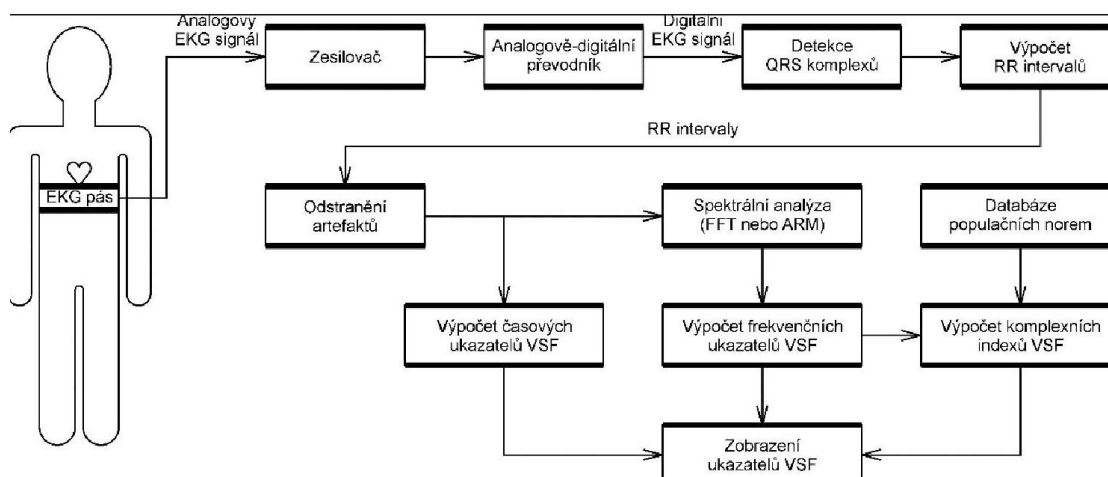 Analogový
EKG signál
Zesilovač
Analogově-digitální
převodník
Digitální
EKG signál
Detekce
QRS komplexů
Výpočet
RR intervalů
RR intervaly
EKG pás
Odstranění
artefaktů
Spektrální analýza
(FFT nebo ARM)
Databáze
populačních norem
Výpočet časových
ukazatelů VSF
Výpočet frekvenčních
ukazatelů VSF
Výpočet komplexních
indexů VSF
Zobrazení
ukazatelů VSF